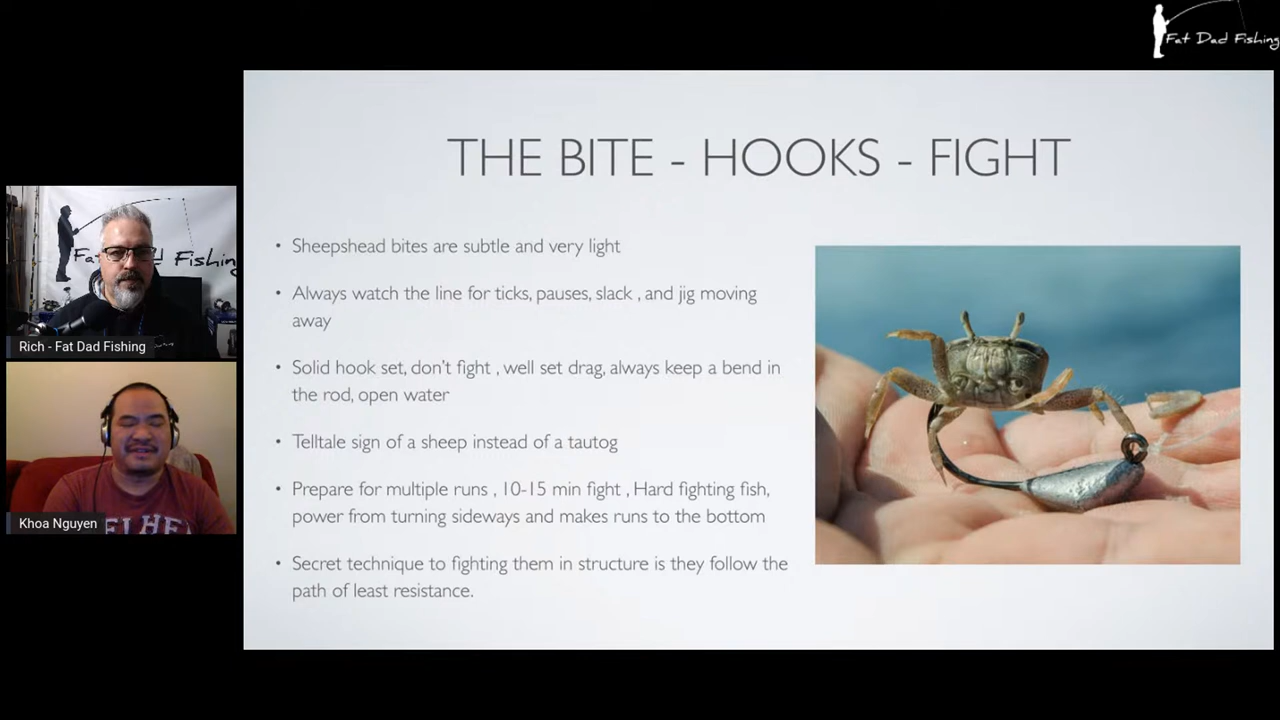 Fat Dad Fishing
THE BITE - HOOKS - FIGHT
• Sheepshead bites are subtle and very light
• Always watch the line for ticks, pauses, slack , and jig moving
away
• Solid hook set, don't fight , well set drag, always keep a bend in
the rod, open water
• Telltale sign of a sheep instead of a tautog
• Prepare for multiple runs , 10-15 min fight , Hard fighting fish,
power from turning sideways and makes runs to the bottom
• Secret technique to fighting them in structure is they follow the
path of least resistance.
Fat Dad Fishing
Rich - Fat Dad Fishing
Khoa Nguyen